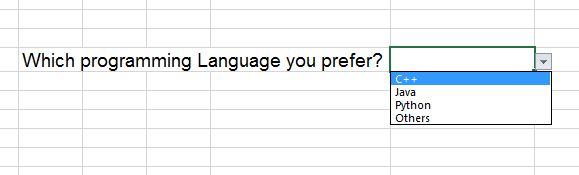 Which programming Language you prefer?
C++
Java
Python
Others